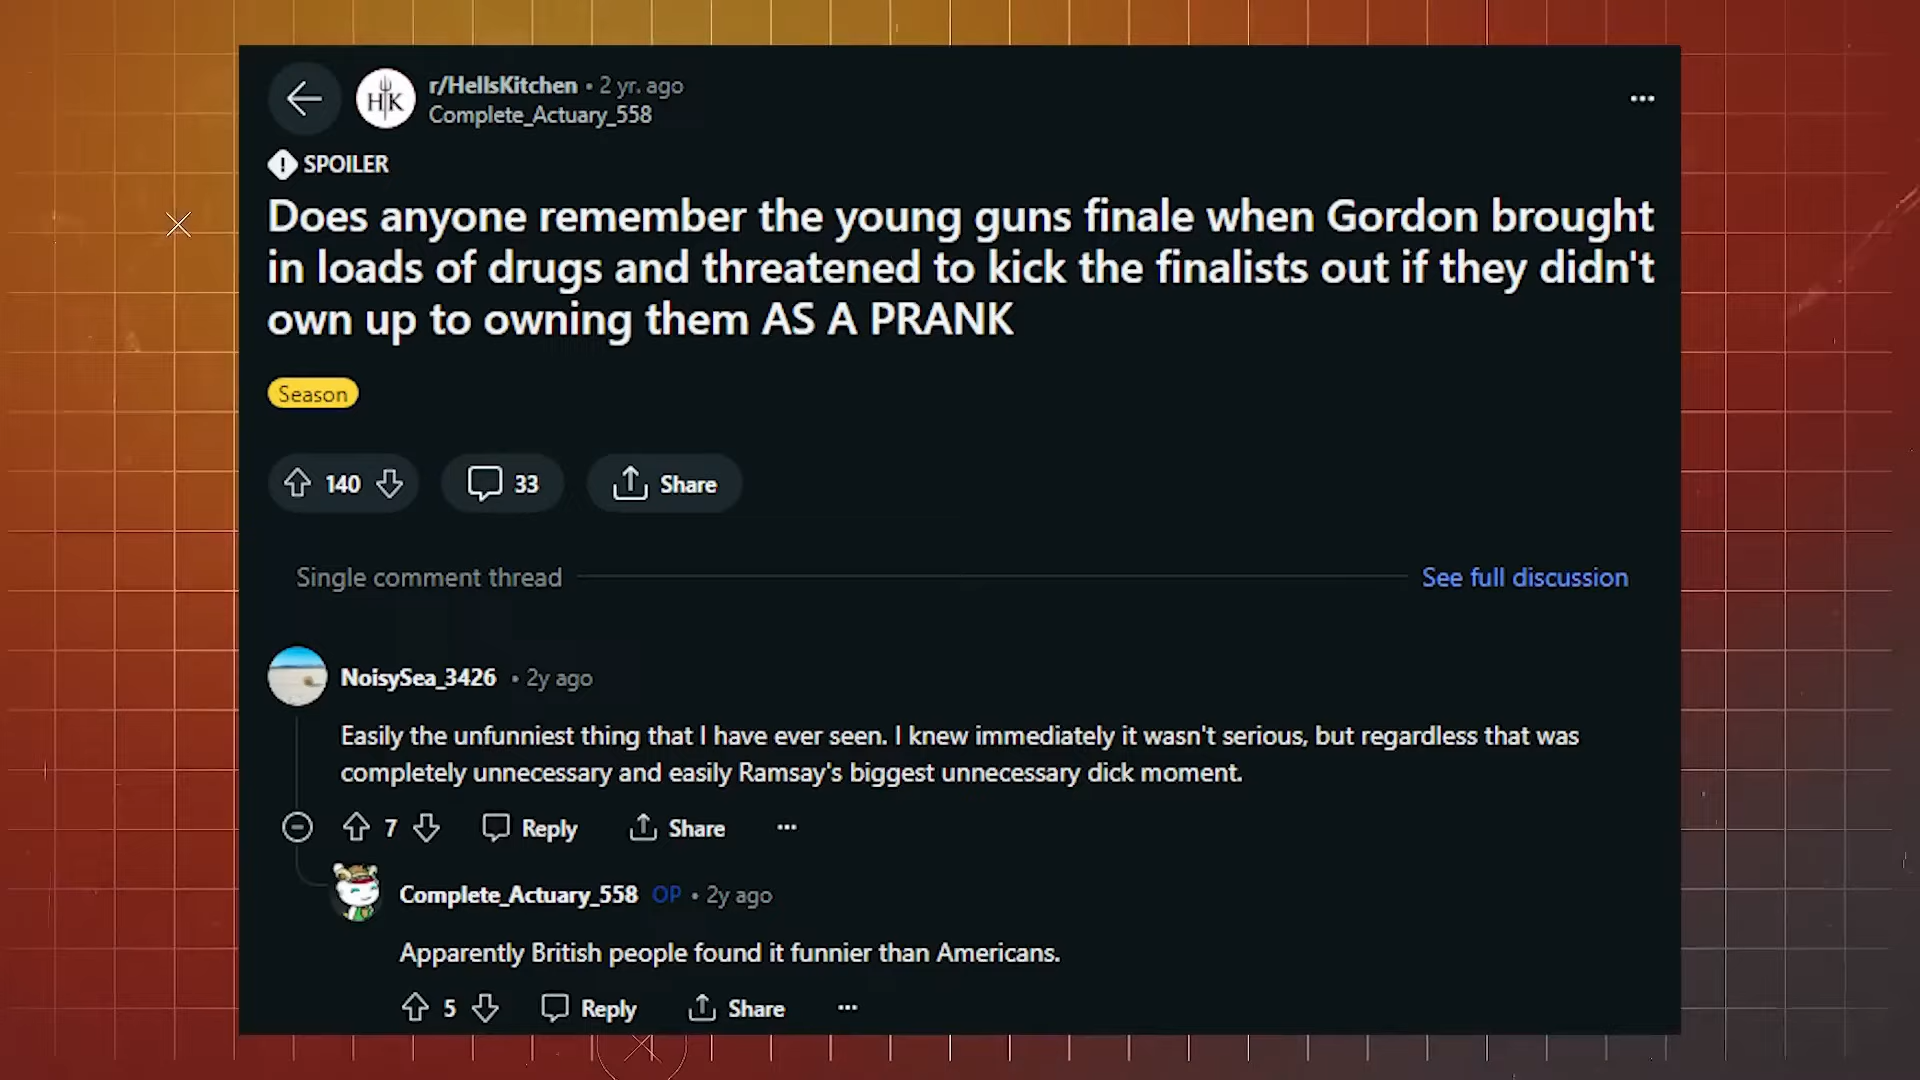 HK
r/HellsKitchen • 2 yr. ago
Complete_Actuary_558
SPOILER
Does anyone remember the young guns finale when Gordon brought
in loads of drugs and threatened to kick the finalists out if they didn't
own up to owning them AS A PRANK
Season
140
33
Share
Single comment thread
See full discussion
NoisySea_3426 • 2y ago
Easily the unfunniest thing that I have ever seen. I knew immediately it wasn't serious, but regardless that was
completely unnecessary and easily Ramsay's biggest unnecessary dick moment.
7
Reply
Share
Complete_Actuary_558 OP • 2y ago
Apparently British people found it funnier than Americans.
5
Reply
Share